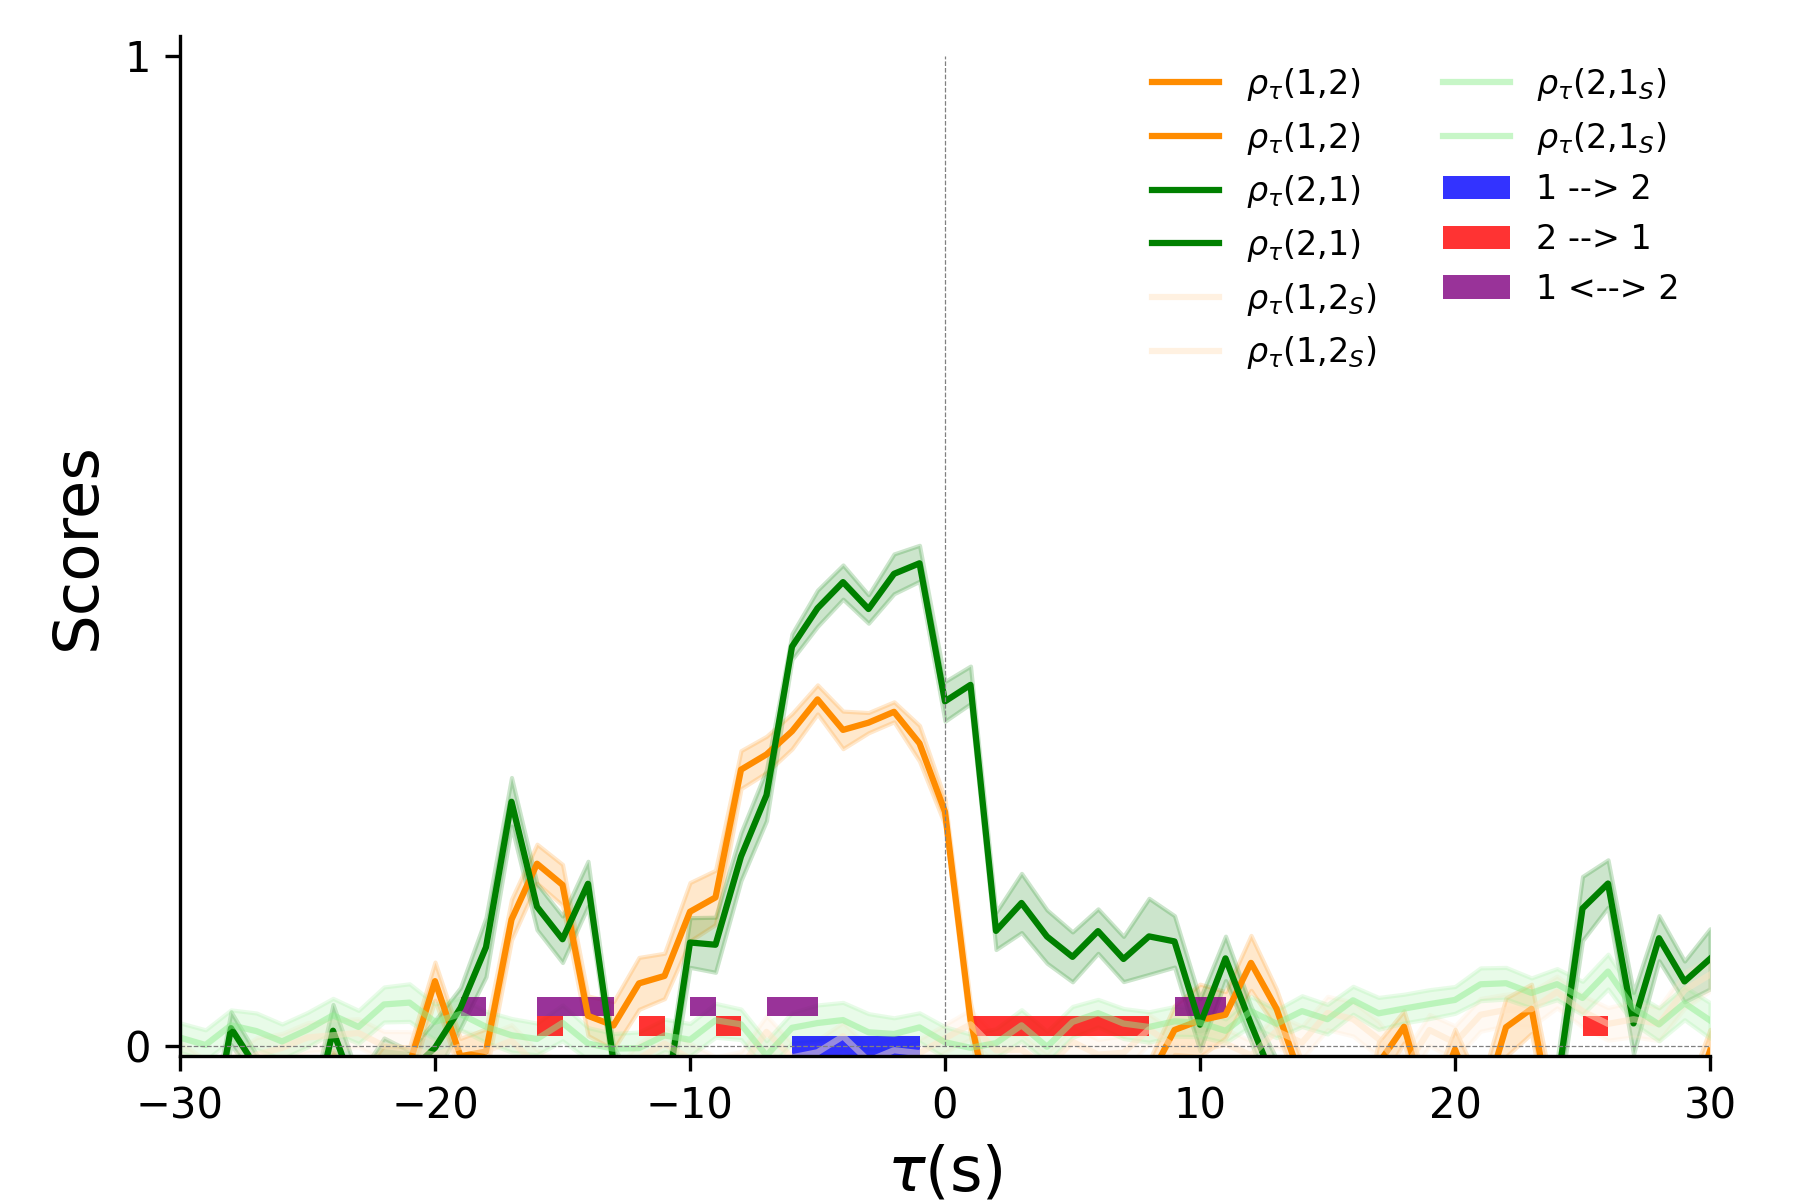 1
ρτ(1,2)
ρτ(1,2)
ρτ(2,1)
ρτ(2,1)
ρτ(1,2S)
ρτ(1,2S)
ρτ(2,1S)
ρτ(2,1S)
1 --> 2
2 --> 1
1 <--> 2
Scores
0
−30 −20 −10 0 10 20 30
τ(s)